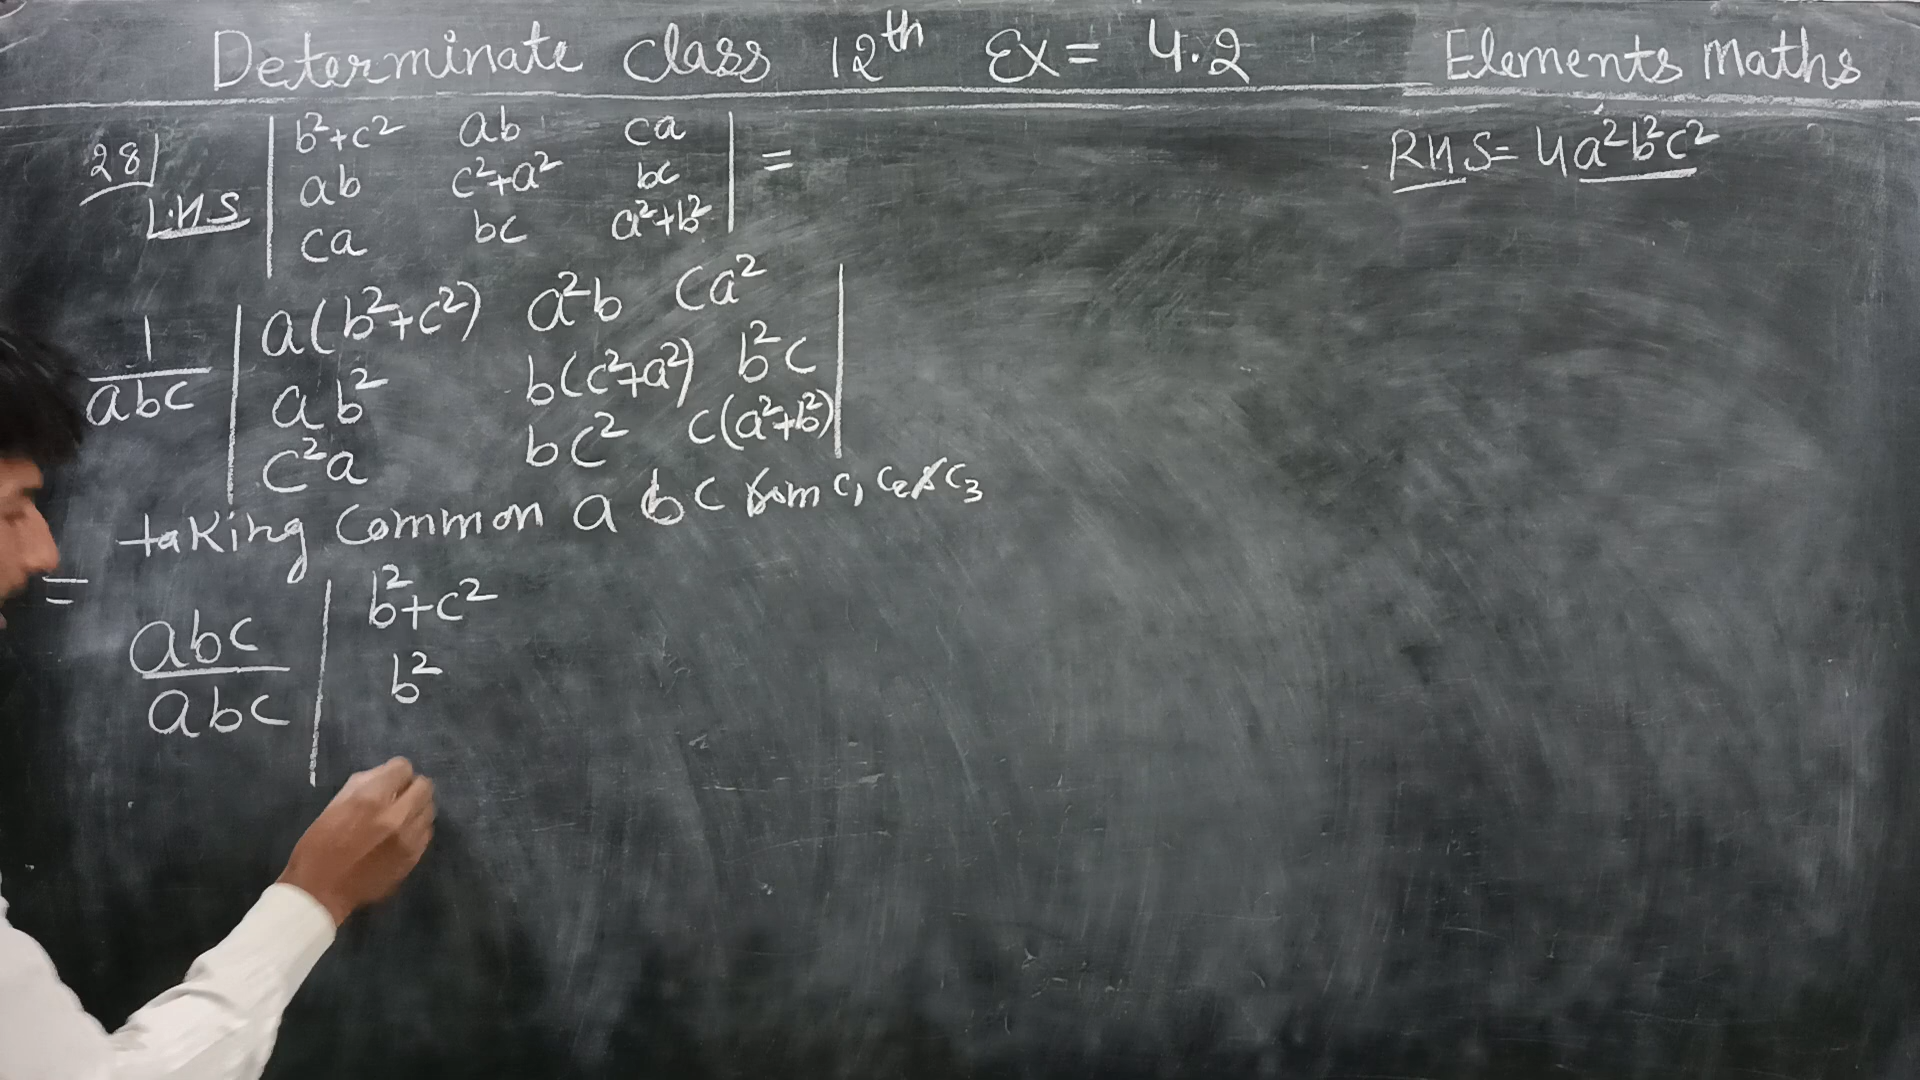 Determinate class 12th Ex = 4.2 Elements Maths
28) | b²+c² ab ca | = RHS = 4a²b²c²
L.H.S | ab c²+a² bc |
| ca bc a²+b² |
1/abc | a(b²+c²) a²b ca² |
| ab² b(c²+a²) b²c |
| c²a bc² c(a²+b²) |
taking common a b c from c₁ c₂ & c₃
= abc/abc | b²+c²
| b²